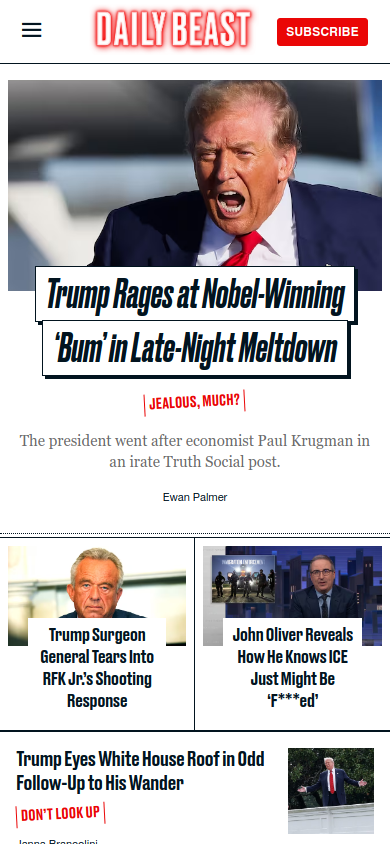 DAILY BEAST
SUBSCRIBE
Trump Rages at Nobel-Winning
‘Bum’ in Late-Night Meltdown
JEALOUS, MUCH?
The president went after economist Paul Krugman in
an irate Truth Social post.
Ewan Palmer
Trump Surgeon
General Tears Into
RFK Jr.’s Shooting
Response
John Oliver Reveals
How He Knows ICE
Just Might Be
‘F***ed’
Trump Eyes White House Roof in Odd
Follow-Up to His Wander
DON’T LOOK UP